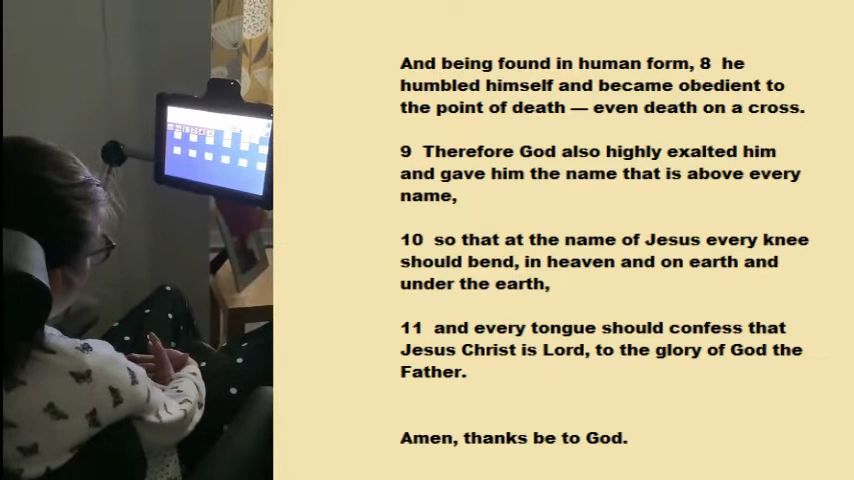 And being found in human form, 8 he
humbled himself and became obedient to
the point of death — even death on a cross.
9 Therefore God also highly exalted him
and gave him the name that is above every
name,
10 so that at the name of Jesus every knee
should bend, in heaven and on earth and
under the earth,
11 and every tongue should confess that
Jesus Christ is Lord, to the glory of God the
Father.
Amen, thanks be to God.